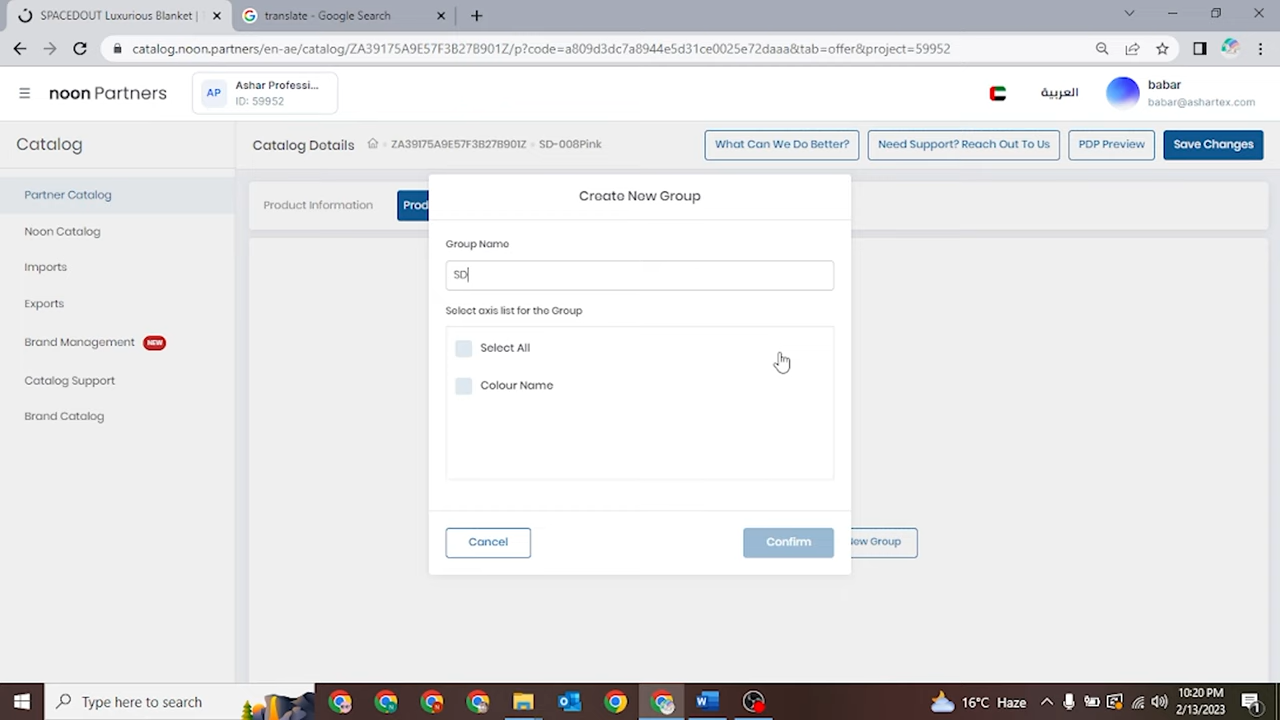 SPACEDOUT Luxurious Blanket |
translate - Google Search
catalog.noon.partners/en-ae/catalog/ZA39175A9E57F3B278901Z/p?code=a809d3dc7a8944e5d31ce0025e72daaa&tab=offer&project=59952
noon Partners
AP
Ashar Professi...
ID: 59952
العربية
babar
babar@ashartex.com
Catalog
Catalog Details
ZA39175A9E57F3B278901Z
SD-008Pink
What Can We Do Better?
Need Support? Reach Out To Us
PDP Preview
Save Changes
Partner Catalog
Noon Catalog
Imports
Exports
Brand Management NEW
Catalog Support
Brand Catalog
Product Information
Prod
Create New Group
Group Name
SD
Select axis list for the Group
Select All
Colour Name
Cancel
Confirm
New Group
Type here to search
16°C Haze
10:20 PM
2/13/2023
1